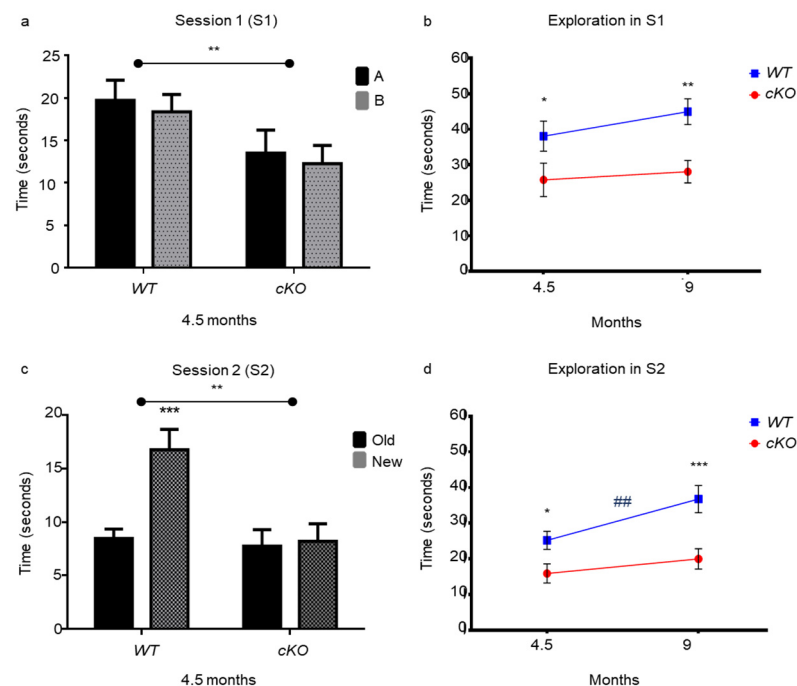 a
Session 1 (S1)
**
25
20
15
10
5
0
Time (seconds)
A
B
WT
cKO
4.5 months
b
Exploration in S1
60
50
40
30
20
10
0
Time (seconds)
*
**
WT
cKO
4.5
9
Months
c
Session 2 (S2)
**
***
20
15
10
5
0
Time (seconds)
Old
New
WT
cKO
4.5 months
d
Exploration in S2
60
50
40
30
20
10
0
Time (seconds)
*
##
***
WT
cKO
4.5
9
Months